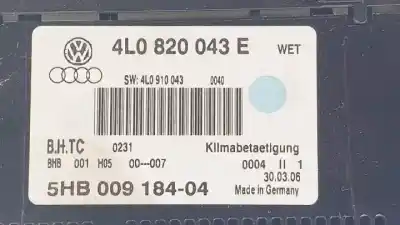 4L0 820 043 E WET
SW: 4L0 910 043 0040
B.H.TC 0231 Klimabetaetigung
BHB 001 H05 00---007 0004 II 1
30.03.06
5HB 009 184-04 Made in Germany